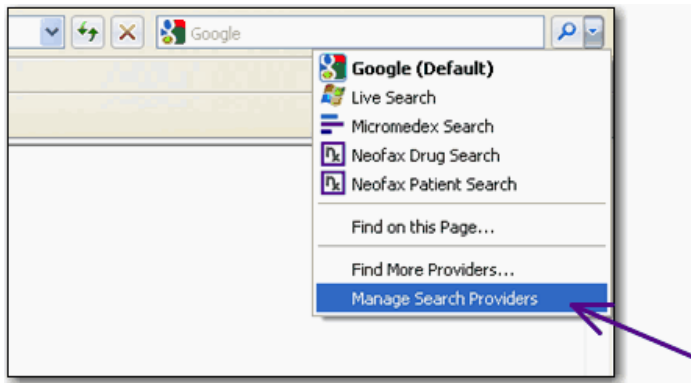 Google
Google (Default)
Live Search
Micromedex Search
Neofax Drug Search
Neofax Patient Search
Find on this Page...
Find More Providers...
Manage Search Providers